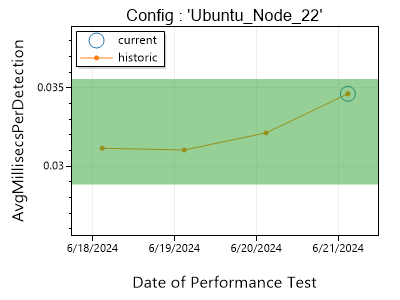 Config : 'Ubuntu_Node_22'
current
historic
AvgMillisecsPerDetection
0.035
0.03
6/18/2024
6/19/2024
6/20/2024
6/21/2024
Date of Performance Test